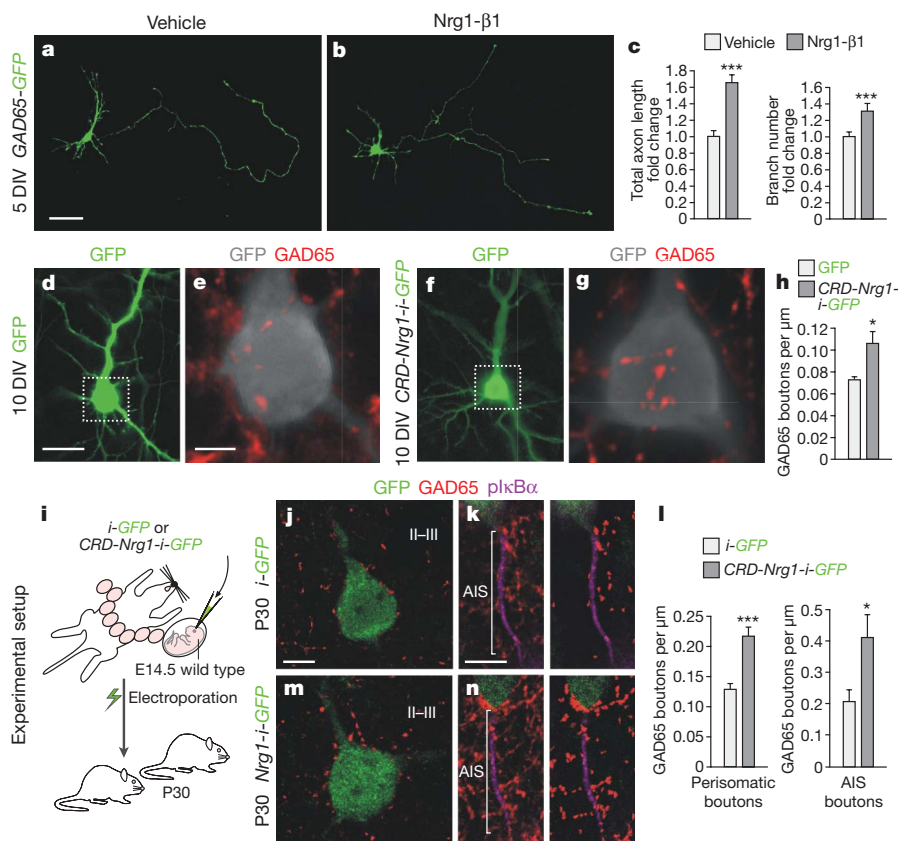 Vehicle
Nrg1-β1
5 DIV GAD65-GFP
a
b
c
Vehicle
Nrg1-β1
Total axon length
fold change
1.8
1.6
1.4
1.2
1.0
0.8
0.6
0.4
0.2
0
***
Branch number
fold change
1.8
1.6
1.4
1.2
1.0
0.8
0.6
0.4
0.2
0
***
GFP
GFP GAD65
GFP
GFP GAD65
10 DIV GFP
d
e
10 DIV CRD-Nrg1-i-GFP
f
g
h
GFP
CRD-Nrg1-
i-GFP
GAD65 boutons per µm
0.12
0.10
0.08
0.06
0.04
0.02
0
*
GFP GAD65 pIκBα
Experimental setup
i
i-GFP or
CRD-Nrg1-i-GFP
E14.5 wild type
Electroporation
P30
P30 i-GFP
j
II–III
k
AIS
P30 Nrg1-i-GFP
m
II–III
n
AIS
l
i-GFP
CRD-Nrg1-i-GFP
GAD65 boutons per µm
0.25
0.20
0.15
0.10
0.05
0
***
Perisomatic
boutons
GAD65 boutons per µm
0.5
0.4
0.3
0.2
0.1
0
*
AIS
boutons